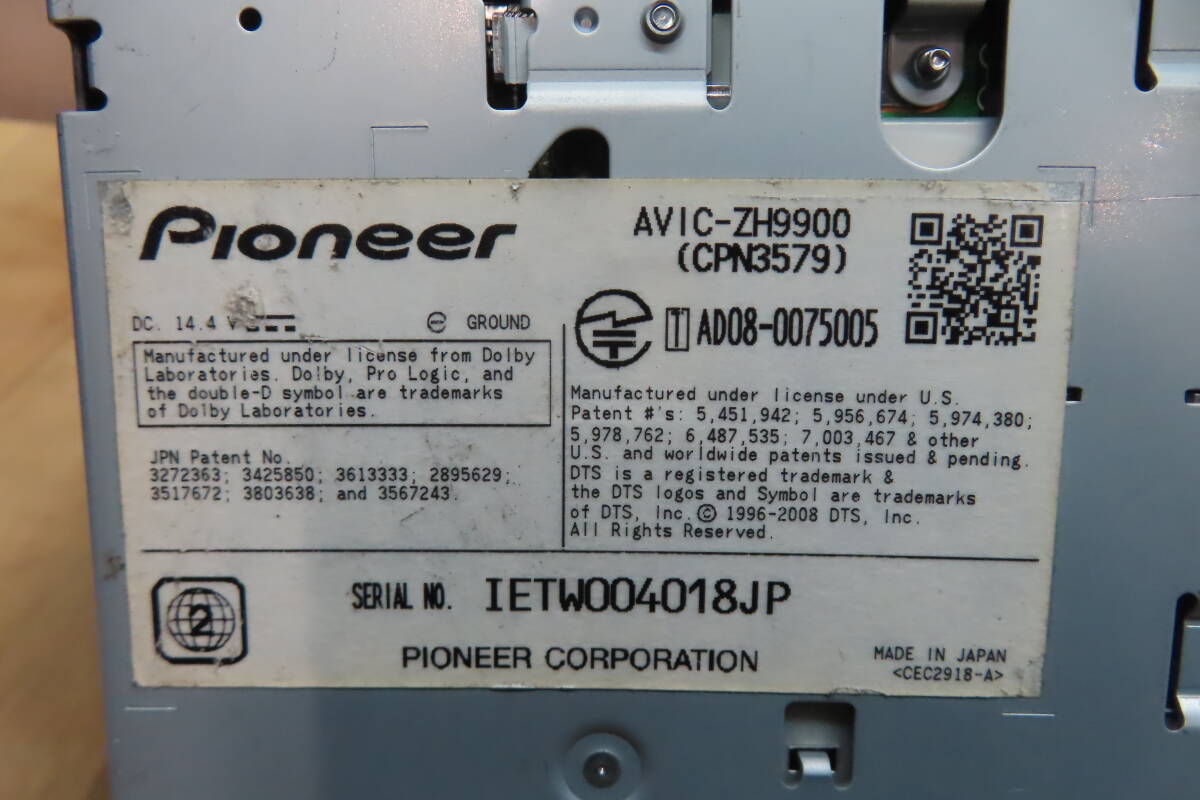 Pioneer
AVIC-ZH9900
(CPN3579)
DC. 14.4 V
GROUND
T AD08-0075005
Manufactured under license from Dolby
Laboratories. Dolby, Pro Logic, and
the double-D symbol are trademarks
of Dolby Laboratories.
JPN Patent No.
3272363; 3425850; 3613333; 2895629;
3517672; 3803638; and 3567243.
Manufactured under license under U.S.
Patent #'s: 5,451,942; 5,956,674; 5,974,380;
5,978,762; 6,487,535; 7,003,467 & other
U.S. and worldwide patents issued & pending.
DTS is a registered trademark &
the DTS logos and Symbol are trademarks
of DTS, Inc. © 1996-2008 DTS, Inc.
All Rights Reserved.
2
SERIAL NO. IETW004018JP
PIONEER CORPORATION
MADE IN JAPAN
<CEC2918-A>